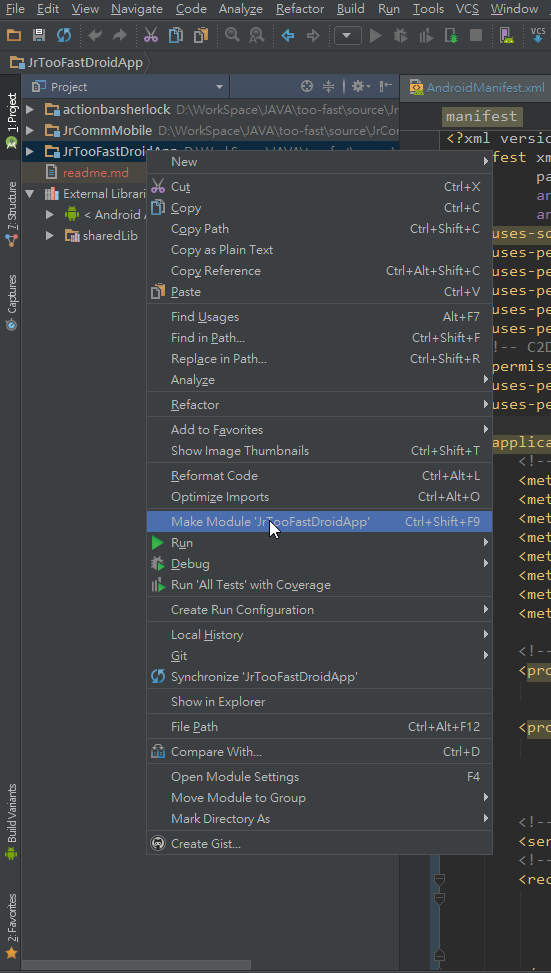 File Edit View Navigate Code Analyze Refactor Build Run Tools VCS Window
VCS
JrTooFastDroidApp
1: Project
7: Structure
Captures
Build Variants
2: Favorites
Project
actionbarsherlock D:\WorkSpace\JAVA\too-fast\source\Jr
JrCommMobile D:\WorkSpace\JAVA\too-fast\source\JrCor
JrTooFastDroidApp
readme.md
External Librari
< Android
sharedLib
New
Cut Ctrl+X
Copy Ctrl+C
Copy Path Ctrl+Shift+C
Copy as Plain Text
Copy Reference Ctrl+Alt+Shift+C
Paste Ctrl+V
Find Usages Alt+F7
Find in Path... Ctrl+Shift+F
Replace in Path... Ctrl+Shift+R
Analyze
Refactor
Add to Favorites
Show Image Thumbnails Ctrl+Shift+T
Reformat Code Ctrl+Alt+L
Optimize Imports Ctrl+Alt+O
Make Module 'JrTooFastDroidApp' Ctrl+Shift+F9
Run
Debug
Run 'All Tests' with Coverage
Create Run Configuration
Local History
Git
Synchronize 'JrTooFastDroidApp'
Show in Explorer
File Path Ctrl+Alt+F12
Compare With... Ctrl+D
Open Module Settings F4
Move Module to Group
Mark Directory As
Create Gist...
AndroidManifest.xml
manifest
<?xml versio
fest xm
pa
an
an
uses-sd
uses-pe
uses-pe
uses-pe
uses-pe
uses-pe
!-- C2D
permiss
uses-pe
uses-pe
applica
<!--
<met
<met
<met
<met
<met
<met
<met
<met
<!--
<pro
<pro
<!--
<ser
<!--
<rec
</